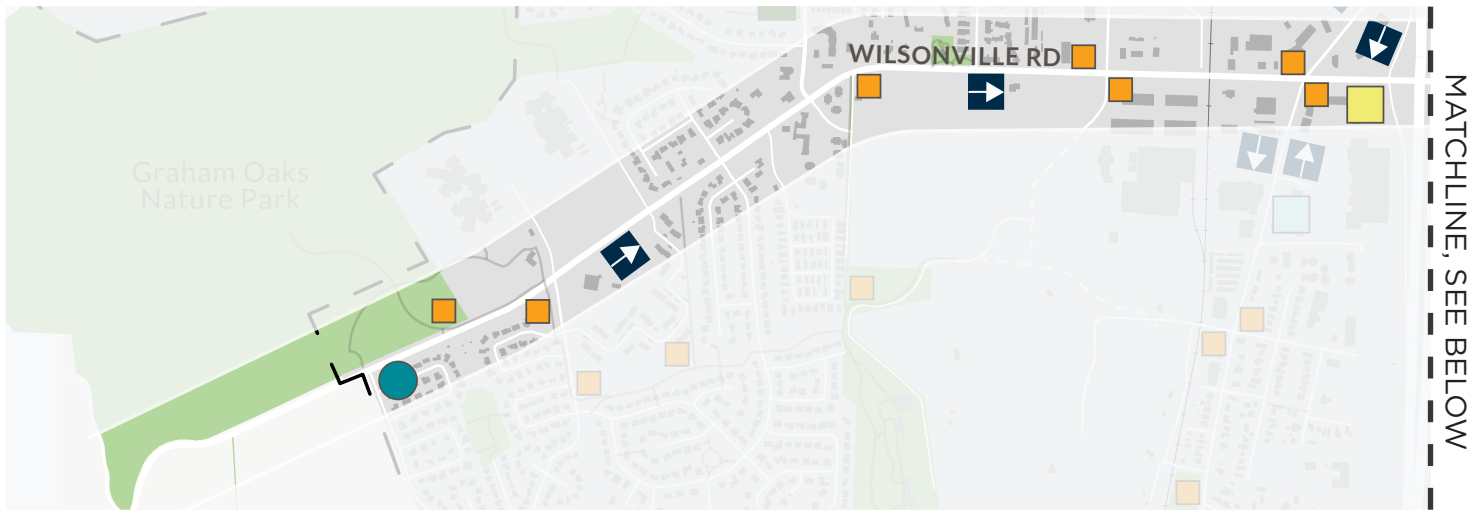 WILSONVILLE RD
Graham Oaks
Nature Park
MATCHLINE, SEE BELOW